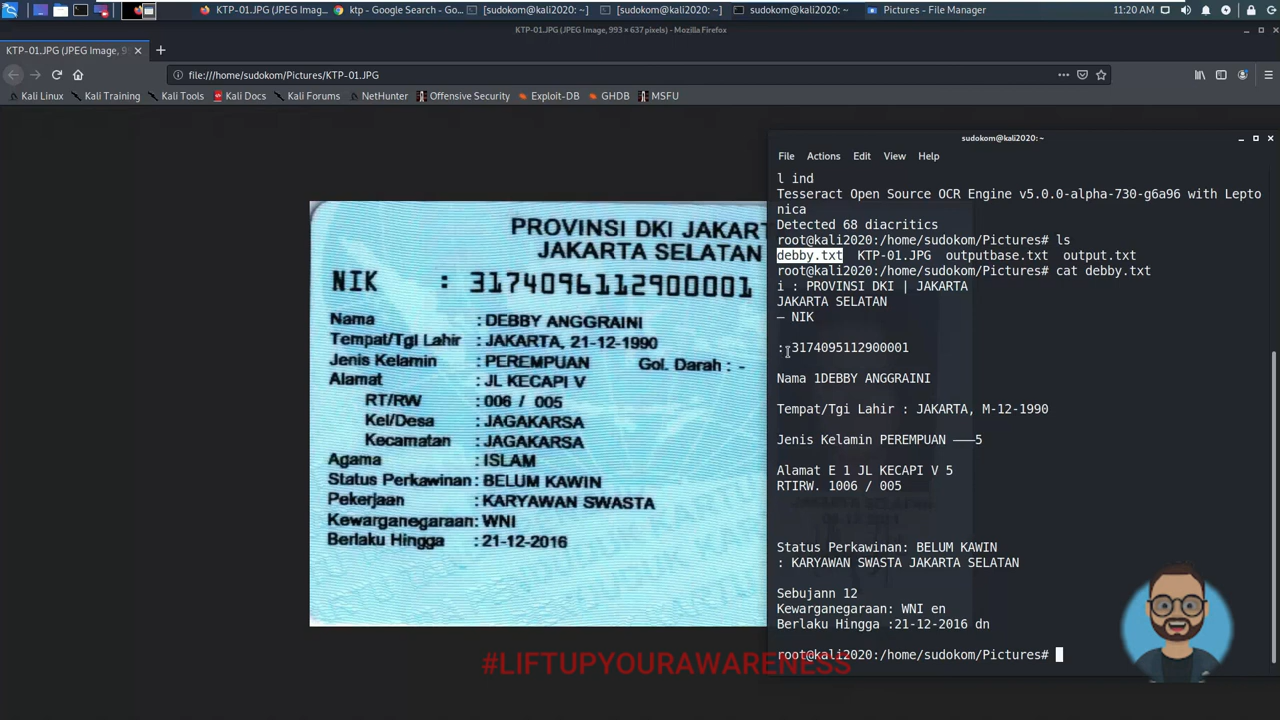 KTP-01.JPG (JPEG Imag...
ktp - Google Search - Go...
[sudokom@kali2020: ~]
[sudokom@kali2020: ~]
sudokom@kali2020: ~
Pictures - File Manager
11:20 AM
KTP-01.JPG (JPEG Image, 993 × 637 pixels) - Mozilla Firefox
KTP-01.JPG (JPEG Image, 99
file:///home/sudokom/Pictures/KTP-01.JPG
Kali Linux Kali Training Kali Tools Kali Docs Kali Forums NetHunter Offensive Security Exploit-DB GHDB MSFU
PROVINSI DKI JAKART
JAKARTA SELATAN
NIK : 3174096112900001
Nama : DEBBY ANGGRAINI
Tempat/Tgl Lahir : JAKARTA, 21-12-1990
Jenis Kelamin : PEREMPUAN Gol. Darah : -
Alamat : JL KECAPI V
RT/RW : 006 / 005
Kel/Desa : JAGAKARSA
Kecamatan : JAGAKARSA
Agama : ISLAM
Status Perkawinan : BELUM KAWIN
Pekerjaan : KARYAWAN SWASTA
Kewarganegaraan: WNI
Berlaku Hingga : 21-12-2016
sudokom@kali2020: ~
File Actions Edit View Help
l ind
Tesseract Open Source OCR Engine v5.0.0-alpha-730-g6a96 with Lepto
nica
Detected 68 diacritics
root@kali2020:/home/sudokom/Pictures# ls
debby.txt KTP-01.JPG outputbase.txt output.txt
root@kali2020:/home/sudokom/Pictures# cat debby.txt
i : PROVINSI DKI | JAKARTA
JAKARTA SELATAN
— NIK
: 3174095112900001
Nama 1DEBBY ANGGRAINI
Tempat/Tgi Lahir : JAKARTA, M-12-1990
Jenis Kelamin PEREMPUAN ———5
Alamat E 1 JL KECAPI V 5
RTIRW. 1006 / 005
Status Perkawinan: BELUM KAWIN
: KARYAWAN SWASTA JAKARTA SELATAN
Sebujann 12
Kewarganegaraan: WNI en
Berlaku Hingga :21-12-2016 dn
root@kali2020:/home/sudokom/Pictures#
#LIFTUPYOURAWARENESS